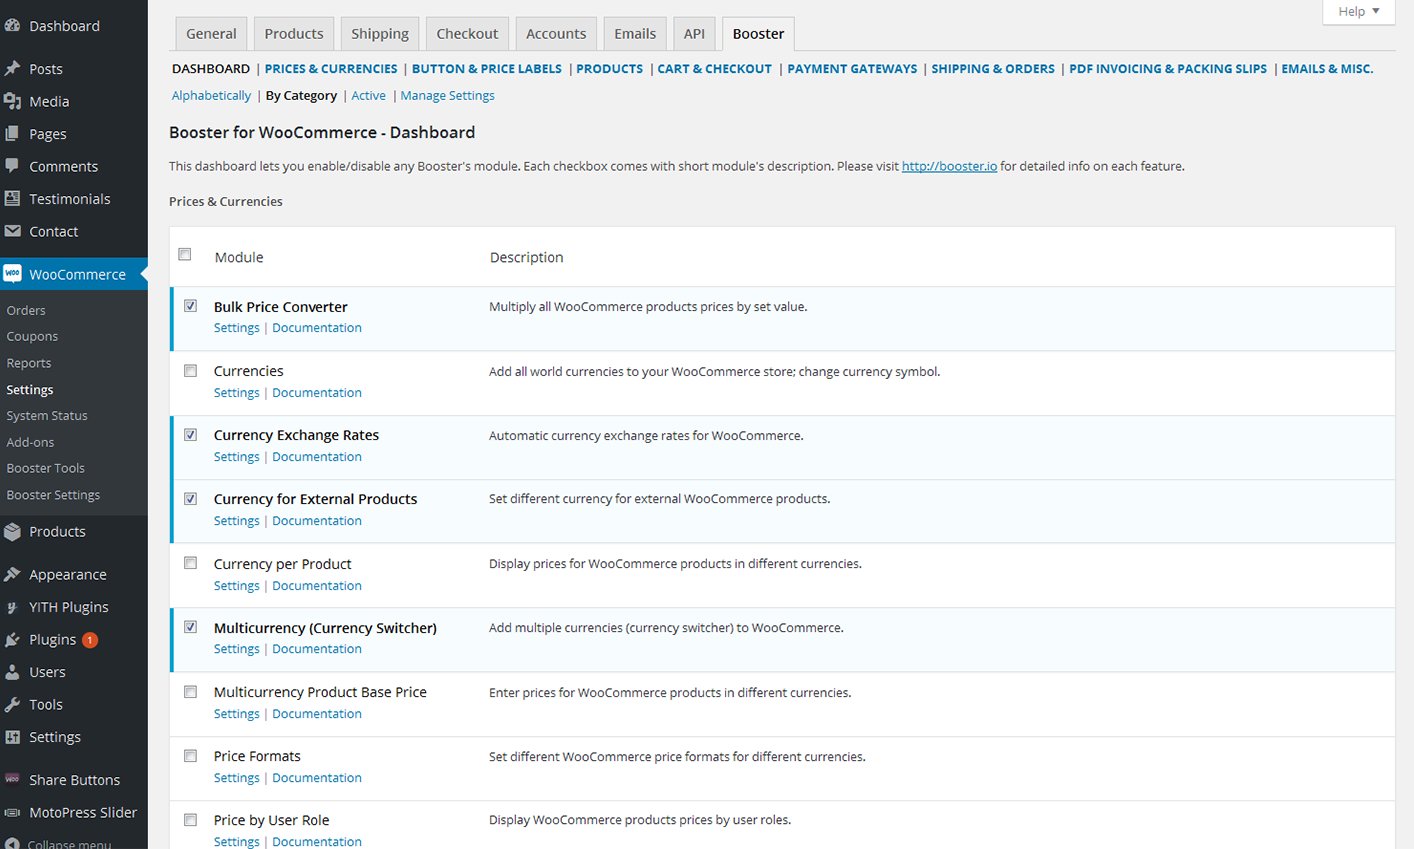 Dashboard
Posts
Media
Pages
Comments
Testimonials
Contact
WooCommerce
Orders
Coupons
Reports
Settings
System Status
Add-ons
Booster Tools
Booster Settings
Products
Appearance
YITH Plugins
Plugins 1
Users
Tools
Settings
Share Buttons
MotoPress Slider
Collapse menu
Help
General Products Shipping Checkout Accounts Emails API Booster
DASHBOARD | PRICES & CURRENCIES | BUTTON & PRICE LABELS | PRODUCTS | CART & CHECKOUT | PAYMENT GATEWAYS | SHIPPING & ORDERS | PDF INVOICING & PACKING SLIPS | EMAILS & MISC.
Alphabetically | By Category | Active | Manage Settings
Booster for WooCommerce - Dashboard
This dashboard lets you enable/disable any Booster's module. Each checkbox comes with short module's description. Please visit http://booster.io for detailed info on each feature.
Prices & Currencies
Module Description
Bulk Price Converter Multiply all WooCommerce products prices by set value.
Settings | Documentation
Currencies Add all world currencies to your WooCommerce store; change currency symbol.
Settings | Documentation
Currency Exchange Rates Automatic currency exchange rates for WooCommerce.
Settings | Documentation
Currency for External Products Set different currency for external WooCommerce products.
Settings | Documentation
Currency per Product Display prices for WooCommerce products in different currencies.
Settings | Documentation
Multicurrency (Currency Switcher) Add multiple currencies (currency switcher) to WooCommerce.
Settings | Documentation
Multicurrency Product Base Price Enter prices for WooCommerce products in different currencies.
Settings | Documentation
Price Formats Set different WooCommerce price formats for different currencies.
Settings | Documentation
Price by User Role Display WooCommerce products prices by user roles.
Settings | Documentation